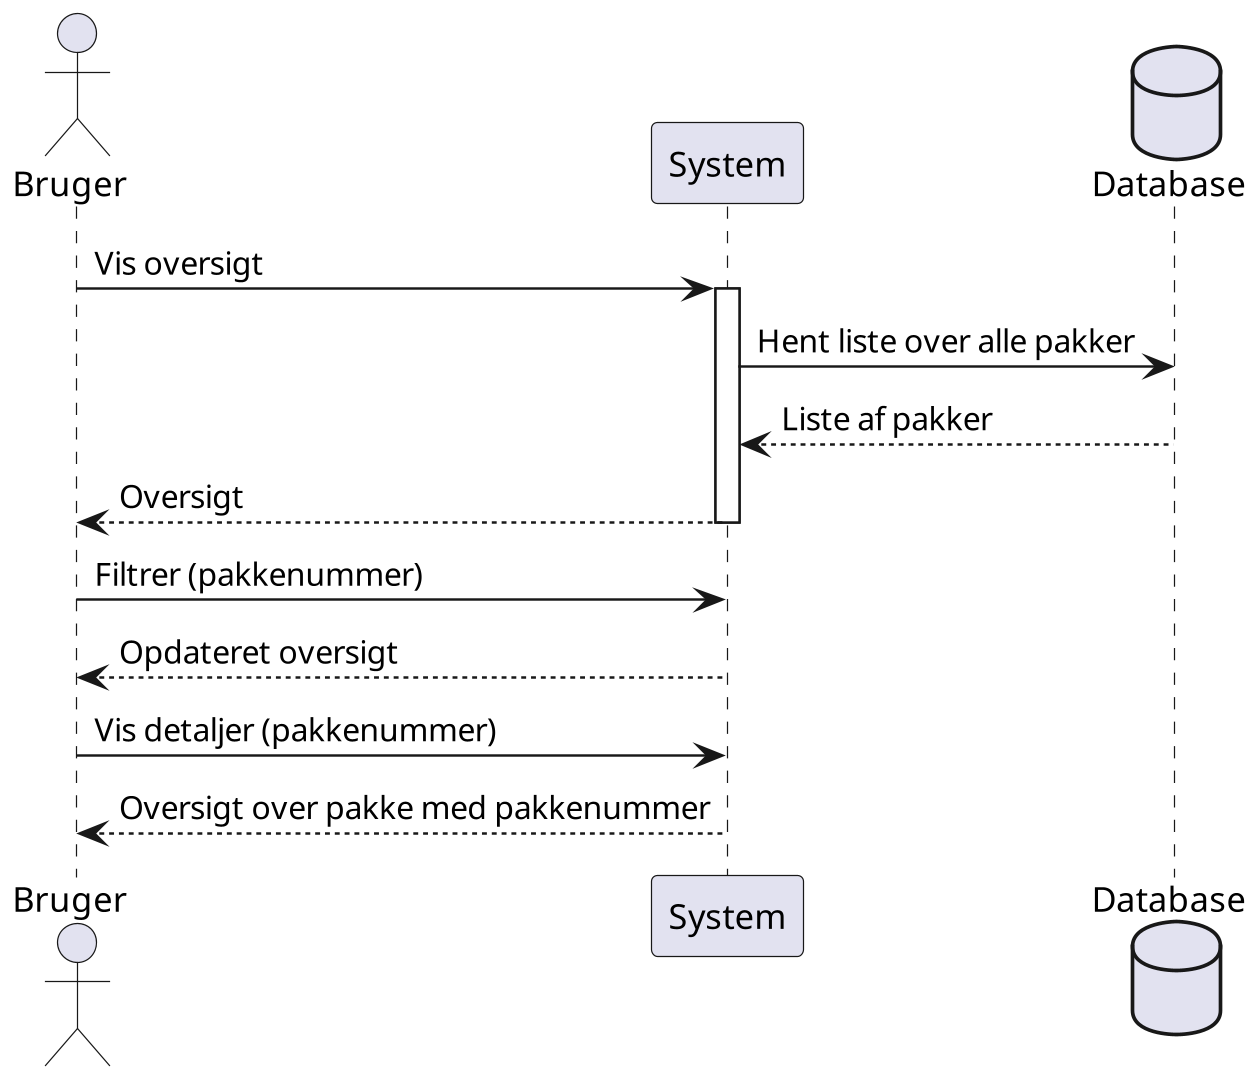 Bruger
System
Database
Vis oversigt
Hent liste over alle pakker
Liste af pakker
Oversigt
Filtrer (pakkenummer)
Opdateret oversigt
Vis detaljer (pakkenummer)
Oversigt over pakke med pakkenummer
Bruger
System
Database